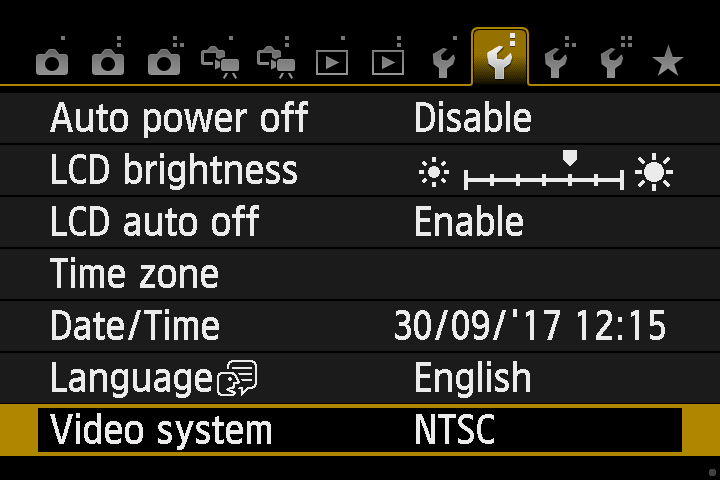 Auto power off Disable
LCD brightness
LCD auto off Enable
Time zone
Date/Time 30/09/'17 12:15
Language English
Video system NTSC